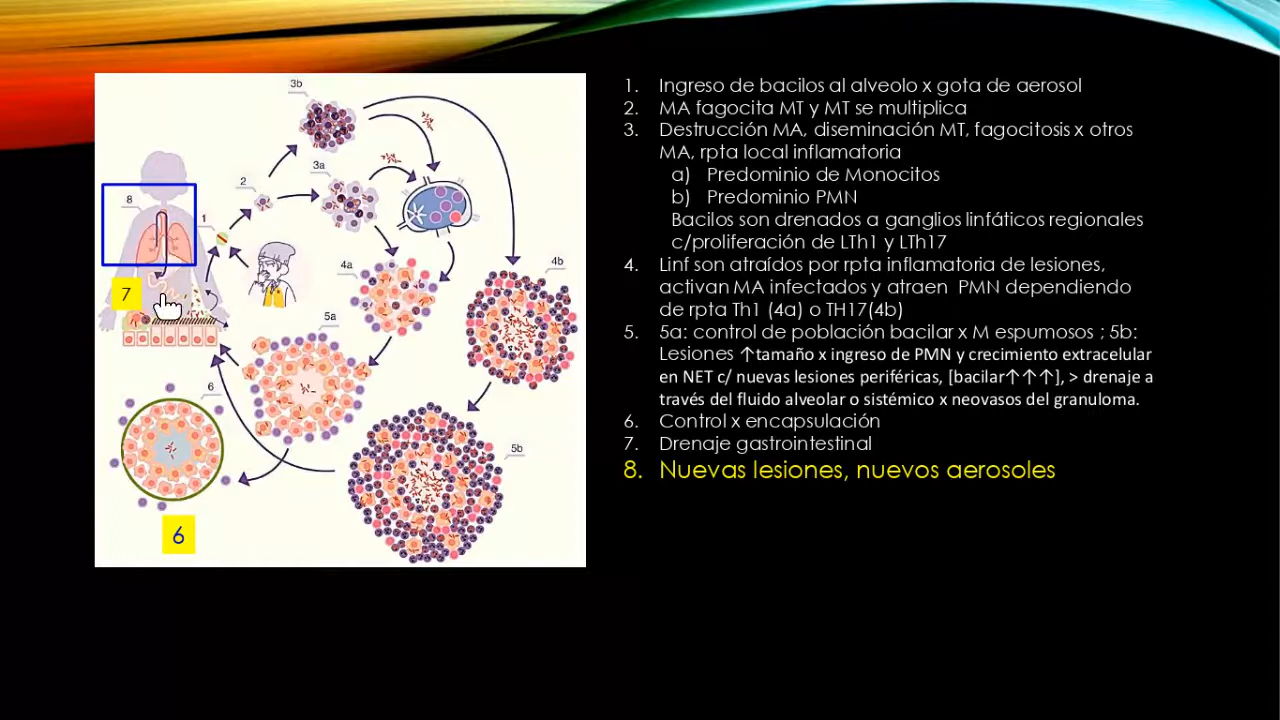 3b
3a
2
8
1
7
4a
4b
5a
6
5b
6
1. Ingreso de bacilos al alveolo x gota de aerosol
2. MA fagocita MT y MT se multiplica
3. Destrucción MA, diseminación MT, fagocitosis x otros
MA, rpta local inflamatoria
a) Predominio de Monocitos
b) Predominio PMN
Bacilos son drenados a ganglios linfáticos regionales
c/proliferación de LTh1 y LTh17
4. Linf son atraídos por rpta inflamatoria de lesiones,
activan MA infectados y atraen PMN dependiendo
de rpta Th1 (4a) o TH17(4b)
5. 5a: control de población bacilar x M espumosos ; 5b:
Lesiones ↑tamaño x ingreso de PMN y crecimiento extracelular
en NET c/ nuevas lesiones periféricas, [bacilar↑↑↑], > drenaje a
través del fluido alveolar o sistémico x neovasos del granuloma.
6. Control x encapsulación
7. Drenaje gastrointestinal
8. Nuevas lesiones, nuevos aerosoles